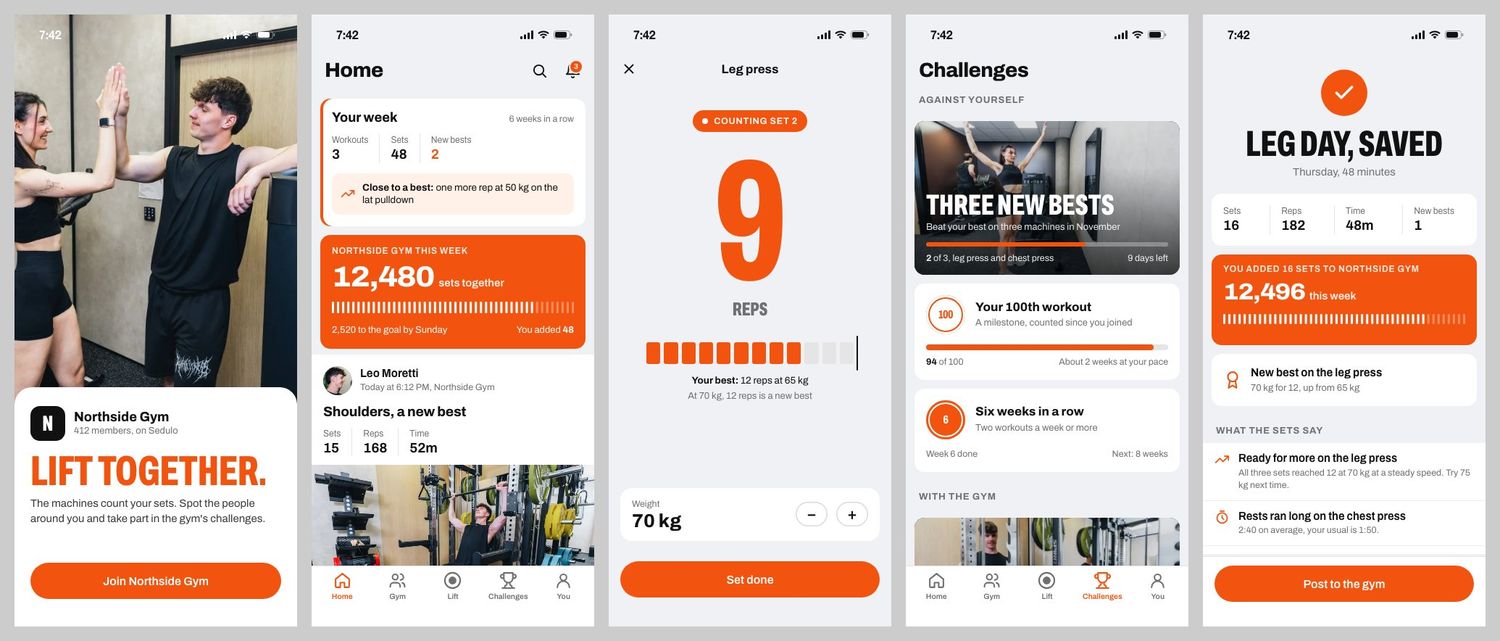 7:42
N
Northside Gym
412 members, on Sedulo
LIFT TOGETHER.
The machines count your sets. Spot the people
around you and take part in the gym's challenges.
Join Northside Gym
7:42
Home
3
Your week
6 weeks in a row
Workouts
3
Sets
48
New bests
2
Close to a best: one more rep at 50 kg on the
lat pulldown
NORTHSIDE GYM THIS WEEK
12,480 sets together
2,520 to the goal by Sunday
You added 48
Leo Moretti
Today at 6:12 PM, Northside Gym
Shoulders, a new best
Sets
15
Reps
168
Time
52m
Home
Gym
Lift
Challenges
You
7:42
Leg press
COUNTING SET 2
9
REPS
Your best: 12 reps at 65 kg
At 70 kg, 12 reps is a new best
Weight
70 kg
Set done
7:42
Challenges
AGAINST YOURSELF
THREE NEW BESTS
Beat your best on three machines in November
2 of 3, leg press and chest press
9 days left
100
Your 100th workout
A milestone, counted since you joined
94 of 100
About 2 weeks at your pace
6
Six weeks in a row
Two workouts a week or more
Week 6 done
Next: 8 weeks
WITH THE GYM
Home
Gym
Lift
Challenges
You
7:42
LEG DAY, SAVED
Thursday, 48 minutes
Sets
16
Reps
182
Time
48m
New bests
1
YOU ADDED 16 SETS TO NORTHSIDE GYM
12,496 this week
New best on the leg press
70 kg for 12, up from 65 kg
WHAT THE SETS SAY
Ready for more on the leg press
All three sets reached 12 at 70 kg at a steady speed. Try 75
kg next time.
Rests ran long on the chest press
2:40 on average, your usual is 1:50.
Post to the gym